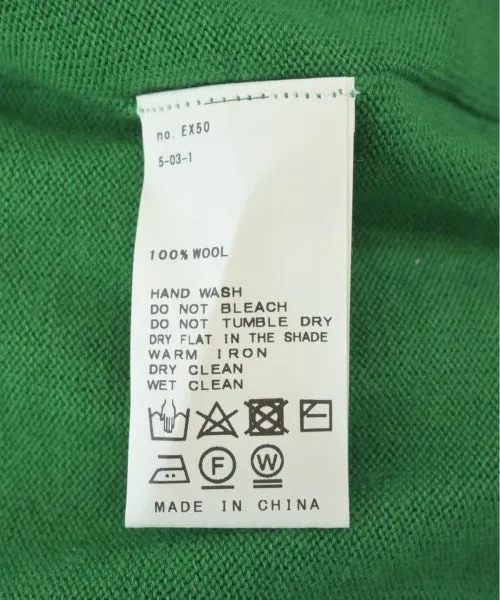 no. EX50
5-03-1
100% WOOL
HAND WASH
DO NOT BLEACH
DO NOT TUMBLE DRY
DRY FLAT IN THE SHADE
WARM IRON
DRY CLEAN
WET CLEAN
F W
MADE IN CHINA